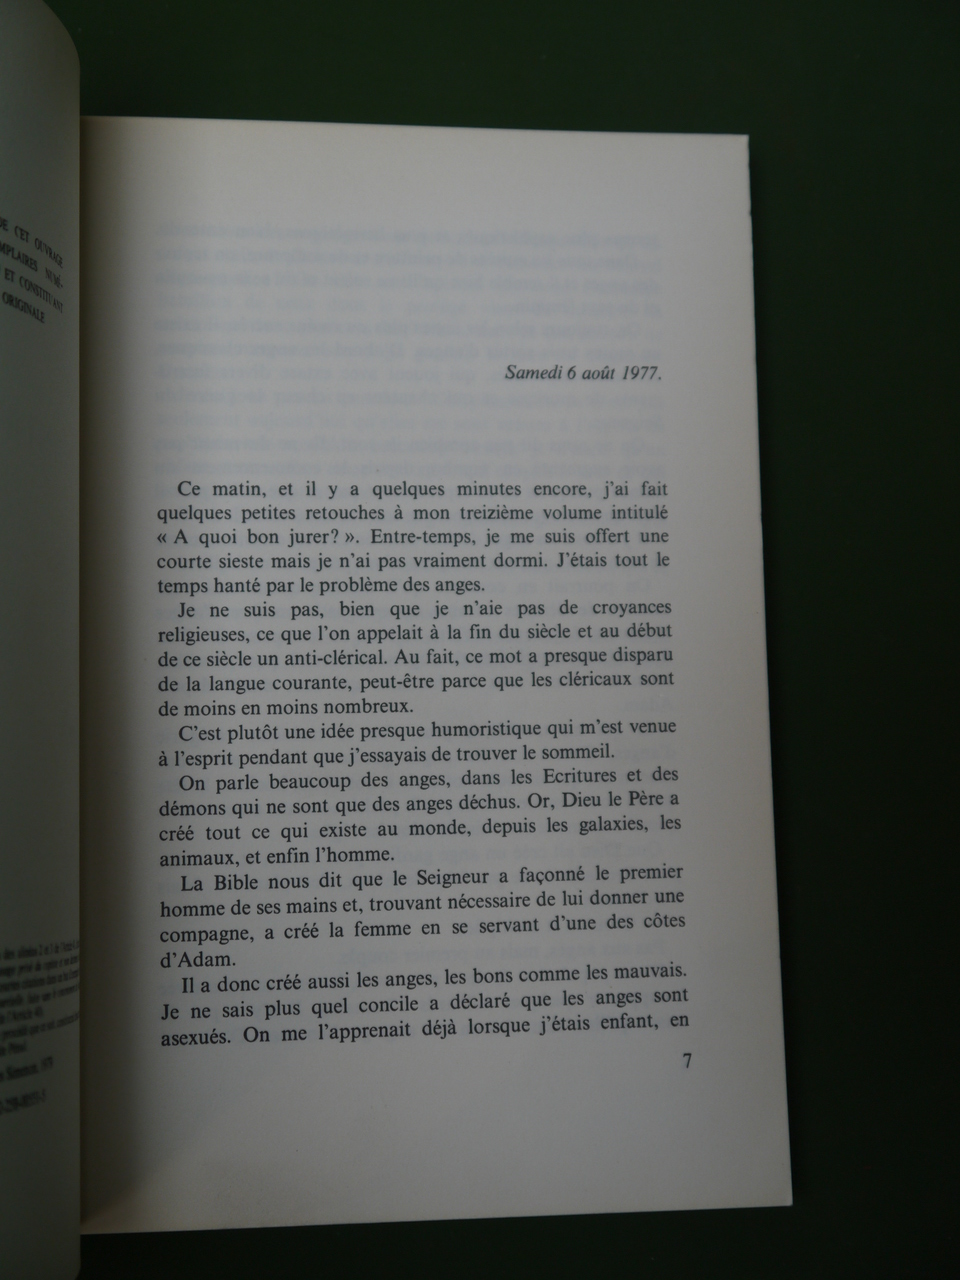 DE CET OUVRAGE
MPLAIRES NUMÉ-
ET CONSTITUANT
ORIGINALE
Samedi 6 août 1977.
Ce matin, et il y a quelques minutes encore, j'ai fait
quelques petites retouches à mon treizième volume intitulé
« A quoi bon jurer? ». Entre-temps, je me suis offert une
courte sieste mais je n'ai pas vraiment dormi. J'étais tout le
temps hanté par le problème des anges.
Je ne suis pas, bien que je n'aie pas de croyances
religieuses, ce que l'on appelait à la fin du siècle et au début
de ce siècle un anti-clérical. Au fait, ce mot a presque disparu
de la langue courante, peut-être parce que les cléricaux sont
de moins en moins nombreux.
C'est plutôt une idée presque humoristique qui m'est venue
à l'esprit pendant que j'essayais de trouver le sommeil.
On parle beaucoup des anges, dans les Ecritures et des
démons qui ne sont que des anges déchus. Or, Dieu le Père a
créé tout ce qui existe au monde, depuis les galaxies, les
animaux, et enfin l'homme.
La Bible nous dit que le Seigneur a façonné le premier
homme de ses mains et, trouvant nécessaire de lui donner une
compagne, a créé la femme en se servant d'une des côtes
d'Adam.
Il a donc créé aussi les anges, les bons comme les mauvais.
Je ne sais plus quel concile a déclaré que les anges sont
asexués. On me l'apprenait déjà lorsque j'étais enfant, en
7